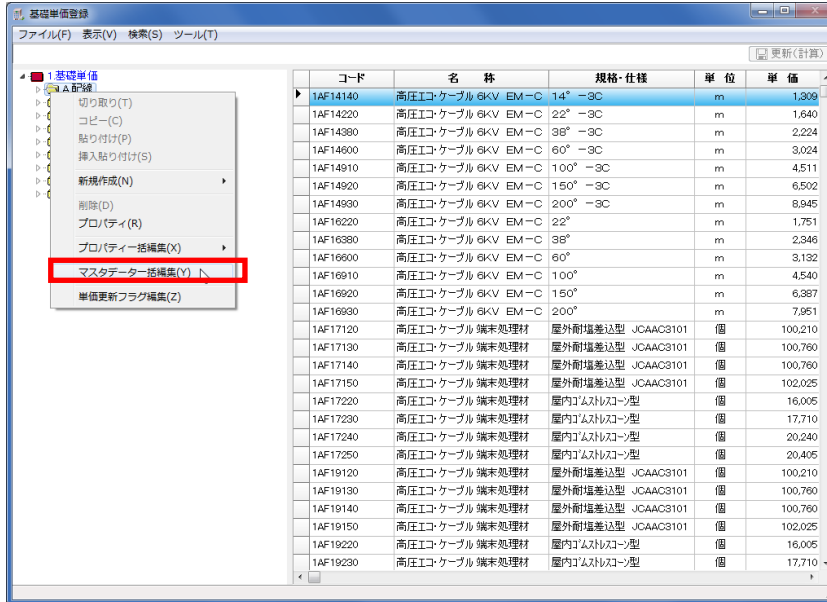 基礎単価登録
ファイル(F) 表示(V) 検索(S) ツール(T)
更新(計算)
1.基礎単価
A.配線
切り取り(T)
コピー(C)
貼り付け(P)
挿入貼り付け(S)
新規作成(N)
削除(D)
プロパティ(R)
プロパティ一括編集(X)
マスタデータ一括編集(Y)
単価更新フラグ編集(Z)
コード 名 称 規格・仕様 単 位 単 価
1AF14140 高圧エコ・ケーブル 6KV EM-C 14° -3C m 1,309
1AF14220 高圧エコ・ケーブル 6KV EM-C 22° -3C m 1,640
1AF14380 高圧エコ・ケーブル 6KV EM-C 38° -3C m 2,224
1AF14600 高圧エコ・ケーブル 6KV EM-C 60° -3C m 3,024
1AF14910 高圧エコ・ケーブル 6KV EM-C 100° -3C m 4,511
1AF14920 高圧エコ・ケーブル 6KV EM-C 150° -3C m 6,502
1AF14930 高圧エコ・ケーブル 6KV EM-C 200° -3C m 8,945
1AF16220 高圧エコ・ケーブル 6KV EM-C 22° m 1,751
1AF16380 高圧エコ・ケーブル 6KV EM-C 38° m 2,346
1AF16600 高圧エコ・ケーブル 6KV EM-C 60° m 3,132
1AF16910 高圧エコ・ケーブル 6KV EM-C 100° m 4,540
1AF16920 高圧エコ・ケーブル 6KV EM-C 150° m 6,387
1AF16930 高圧エコ・ケーブル 6KV EM-C 200° m 7,951
1AF17120 高圧エコ・ケーブル 端末処理材 屋外耐塩差込型 JCAAC3101 個 100,210
1AF17130 高圧エコ・ケーブル 端末処理材 屋外耐塩差込型 JCAAC3101 個 100,760
1AF17140 高圧エコ・ケーブル 端末処理材 屋外耐塩差込型 JCAAC3101 個 100,760
1AF17150 高圧エコ・ケーブル 端末処理材 屋外耐塩差込型 JCAAC3101 個 102,025
1AF17220 高圧エコ・ケーブル 端末処理材 屋内ゴムストレスコーン型 個 16,005
1AF17230 高圧エコ・ケーブル 端末処理材 屋内ゴムストレスコーン型 個 17,710
1AF17240 高圧エコ・ケーブル 端末処理材 屋内ゴムストレスコーン型 個 20,240
1AF17250 高圧エコ・ケーブル 端末処理材 屋内ゴムストレスコーン型 個 20,405
1AF19120 高圧エコ・ケーブル 端末処理材 屋外耐塩差込型 JCAAC3101 個 100,210
1AF19130 高圧エコ・ケーブル 端末処理材 屋外耐塩差込型 JCAAC3101 個 100,760
1AF19140 高圧エコ・ケーブル 端末処理材 屋外耐塩差込型 JCAAC3101 個 100,760
1AF19150 高圧エコ・ケーブル 端末処理材 屋外耐塩差込型 JCAAC3101 個 102,025
1AF19220 高圧エコ・ケーブル 端末処理材 屋内ゴムストレスコーン型 個 16,005
1AF19230 高圧エコ・ケーブル 端末処理材 屋内ゴムストレスコーン型 個 17,710